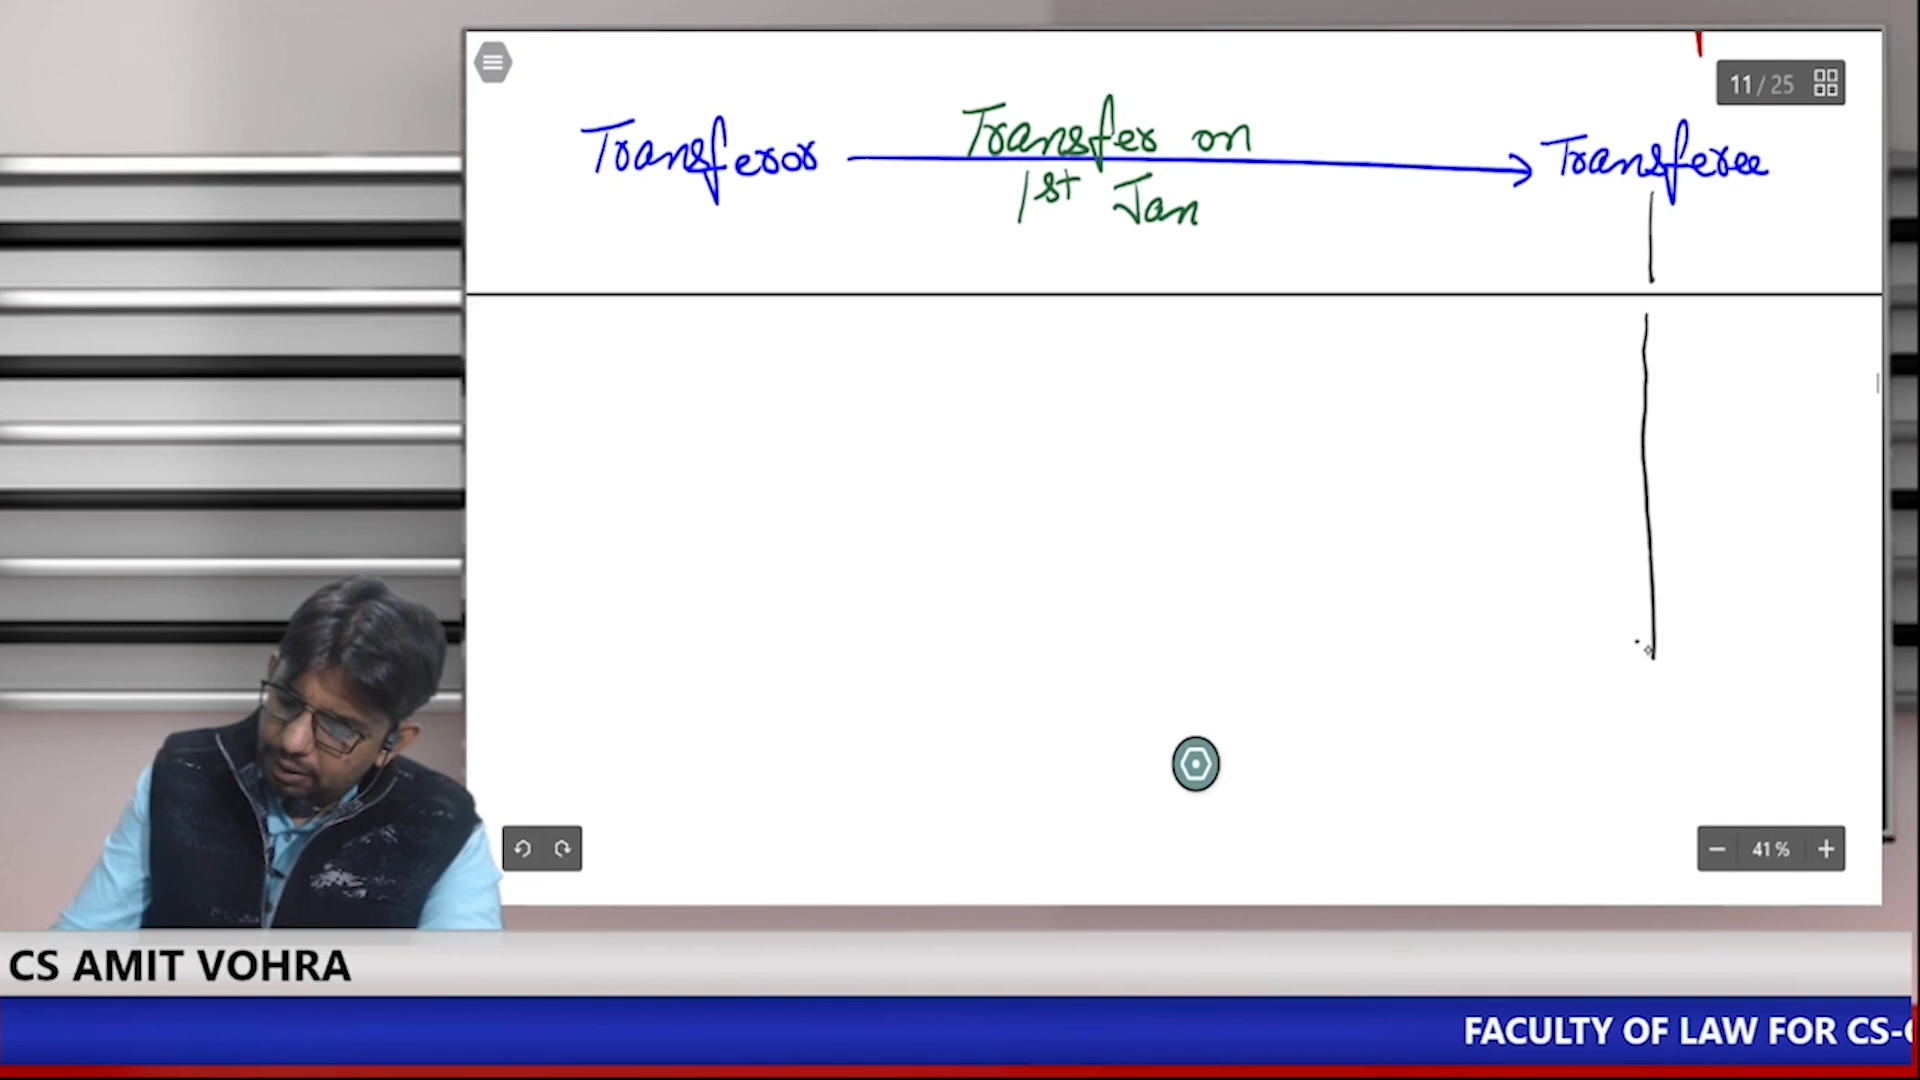 11 / 25
Transferor Transfer on Transferee
1st Jan
41 %
CS AMIT VOHRA
FACULTY OF LAW FOR CS-